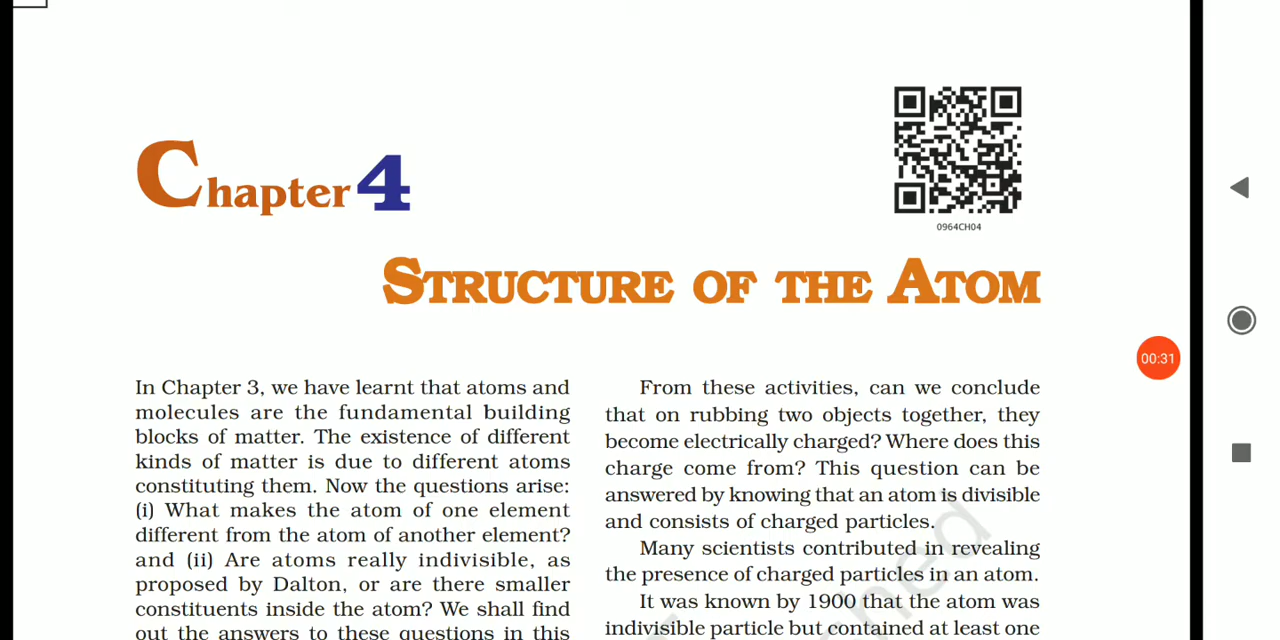 Chapter 4
0964CH04
STRUCTURE OF THE ATOM
In Chapter 3, we have learnt that atoms and
molecules are the fundamental building
blocks of matter. The existence of different
kinds of matter is due to different atoms
constituting them. Now the questions arise:
(i) What makes the atom of one element
different from the atom of another element?
and (ii) Are atoms really indivisible, as
proposed by Dalton, or are there smaller
constituents inside the atom? We shall find
out the answers to these questions in this
From these activities, can we conclude
that on rubbing two objects together, they
become electrically charged? Where does this
charge come from? This question can be
answered by knowing that an atom is divisible
and consists of charged particles.
Many scientists contributed in revealing
the presence of charged particles in an atom.
It was known by 1900 that the atom was
indivisible particle but contained at least one
00:31